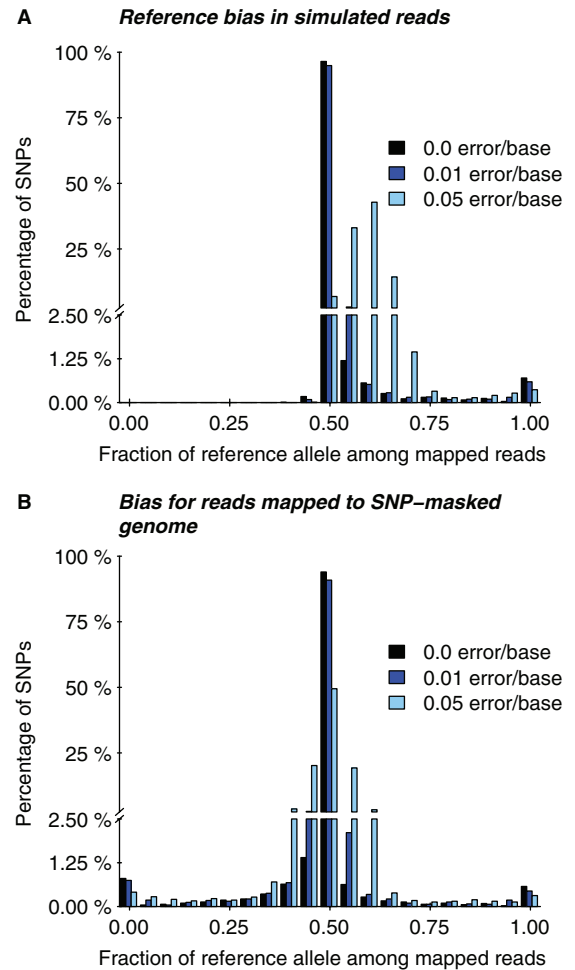 A Reference bias in simulated reads
100 %
75 %
50 %
25 %
2.50 %
1.25 %
0.00 %
Percentage of SNPs
0.0 error/base
0.01 error/base
0.05 error/base
0.00 0.25 0.50 0.75 1.00
Fraction of reference allele among mapped reads
B Bias for reads mapped to SNP−masked
genome
100 %
75 %
50 %
25 %
2.50 %
1.25 %
0.00 %
Percentage of SNPs
0.0 error/base
0.01 error/base
0.05 error/base
0.00 0.25 0.50 0.75 1.00
Fraction of reference allele among mapped reads